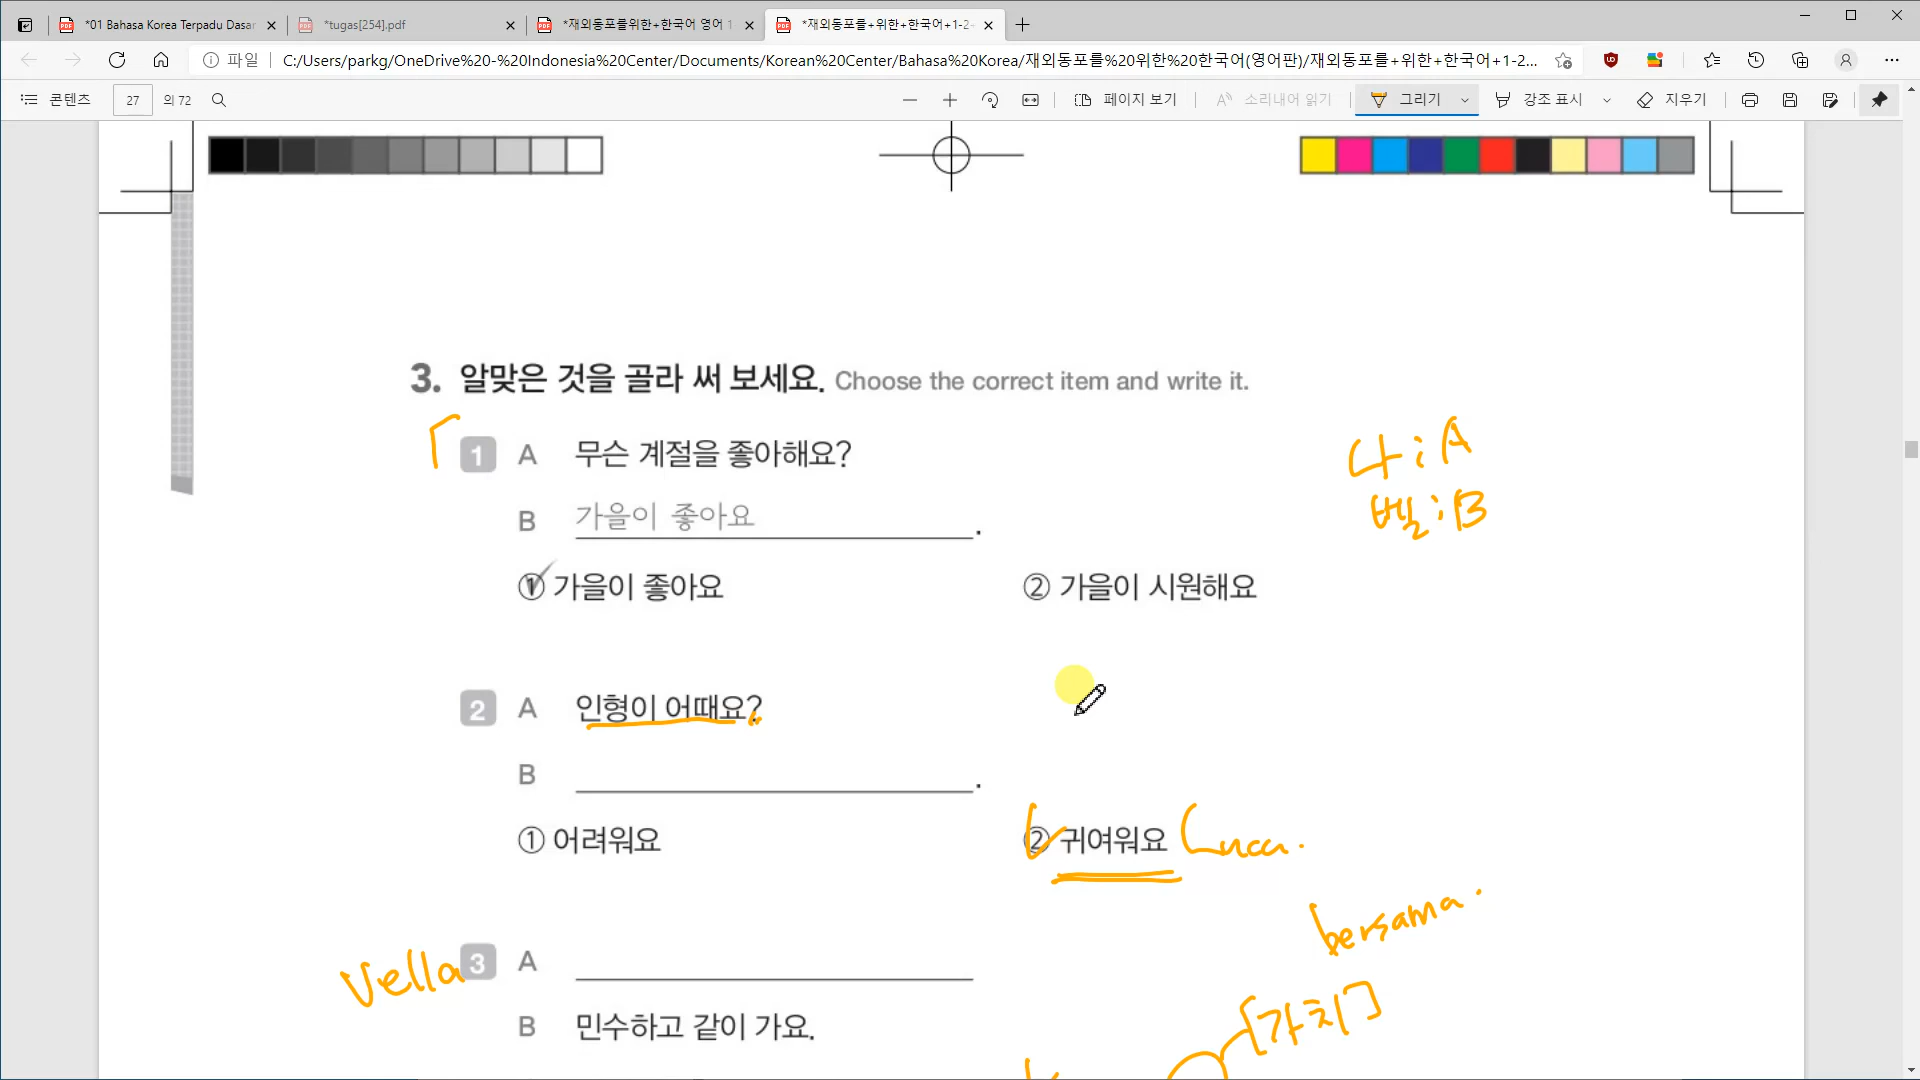 *01 Bahasa Korea Terpadu Dasar
*tugas[254].pdf
*재외동포를위한+한국어 영어 1
*재외동포를+위한+한국어+1-2-
파일
C:/Users/parkg/OneDrive%20-%20Indonesia%20Center/Documents/Korean%20Center/Bahasa%20Korea/재외동포를%20위한%20한국어(영어판)/재외동포를+위한+한국어+1-2...
콘텐츠
27
의 72
페이지 보기
소리내어 읽기
그리기
강조 표시
지우기
3. 알맞은 것을 골라 써 보세요. Choose the correct item and write it.
1 A 무슨 계절을 좋아해요?
B 가을이 좋아요.
① 가을이 좋아요
② 가을이 시원해요
나 : A
벨 : B
2 A 인형이 어때요?
B .
① 어려워요
② 귀여워요 Lucu.
bersama.
Vella 3 A
B 민수하고 같이 가요.
[가치]